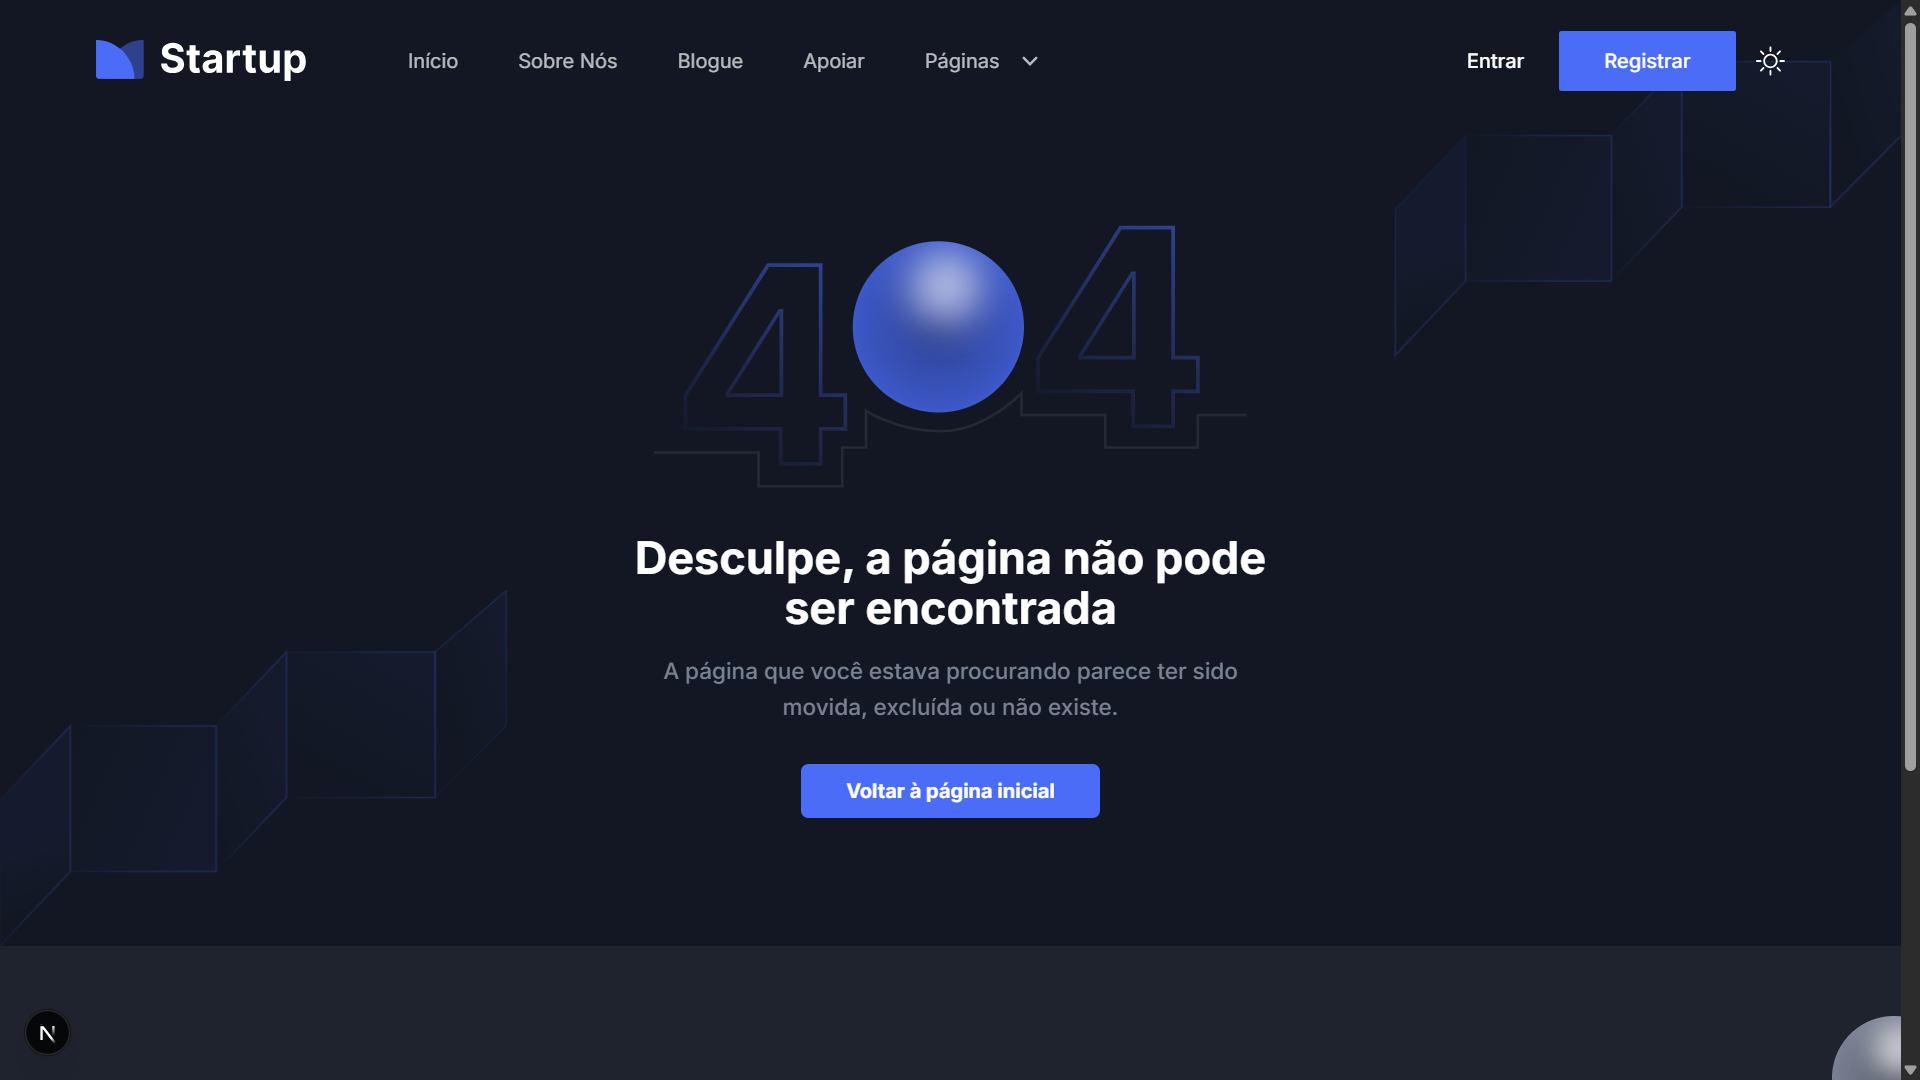 Startup
Início
Sobre Nós
Blogue
Apoiar
Páginas
Entrar
Registrar
404
Desculpe, a página não pode
ser encontrada
A página que você estava procurando parece ter sido
movida, excluída ou não existe.
Voltar à página inicial
N